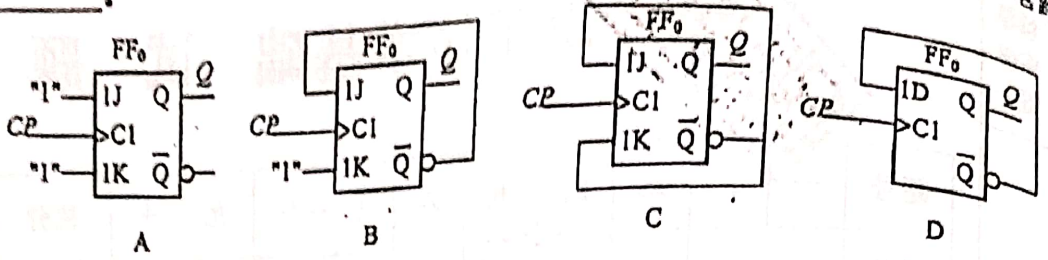 FF₀
"1"
1J Q
Q
CP
C1
"1"
1K Q̅
A
FF₀
1J Q
Q
CP
C1
"1"
1K Q̅
B
FF₀
1J Q
Q
CP
C1
1K Q̅
C
FF₀
1D Q
Q
CP
C1
Q̅
D